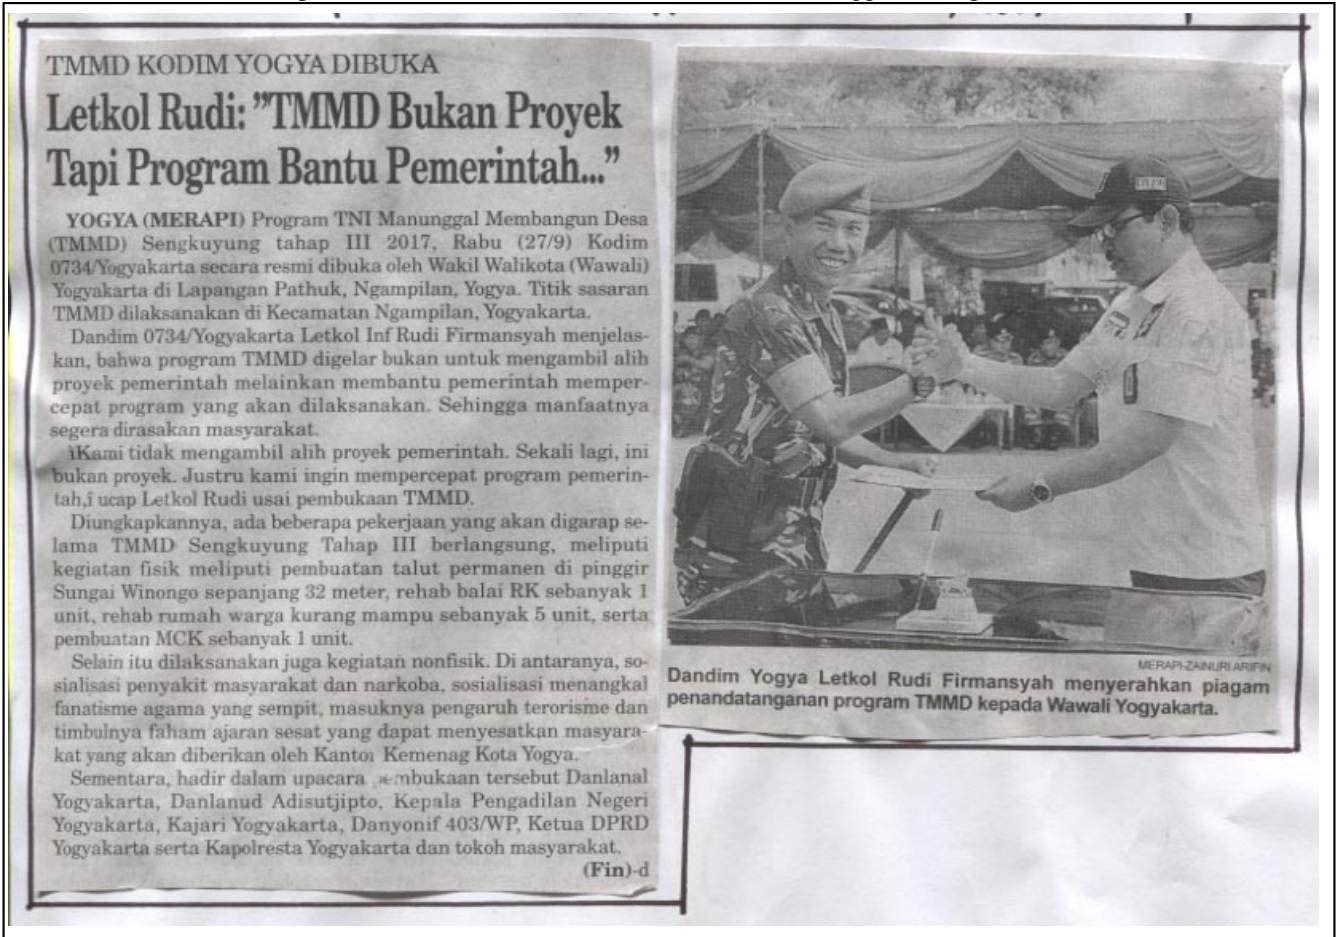 TMMD KODIM YOGYA DIBUKA
Letkol Rudi: ”TMMD Bukan Proyek
Tapi Program Bantu Pemerintah...”
YOGYA (MERAPI) Program TNI Manunggal Membangun Desa
(TMMD) Sengkuyung tahap III 2017, Rabu (27/9) Kodim
0734/Yogyakarta secara resmi dibuka oleh Wakil Walikota (Wawali)
Yogyakarta di Lapangan Pathuk, Ngampilan, Yogya. Titik sasaran
TMMD dilaksanakan di Kecamatan Ngampilan, Yogyakarta.
Dandim 0734/Yogyakarta Letkol Inf Rudi Firmansyah menjelas-
kan, bahwa program TMMD digelar bukan untuk mengambil alih
proyek pemerintah melainkan membantu pemerintah memper-
cepat program yang akan dilaksanakan. Sehingga manfaatnya
segera dirasakan masyarakat.
ìKami tidak mengambil alih proyek pemerintah. Sekali lagi, ini
bukan proyek. Justru kami ingin mempercepat program pemerin-
tah,î ucap Letkol Rudi usai pembukaan TMMD.
Diungkapkannya, ada beberapa pekerjaan yang akan digarap se-
lama TMMD Sengkuyung Tahap III berlangsung, meliputi
kegiatan fisik meliputi pembuatan talut permanen di pinggir
Sungai Winongo sepanjang 32 meter, rehab balai RK sebanyak 1
unit, rehab rumah warga kurang mampu sebanyak 5 unit, serta
pembuatan MCK sebanyak 1 unit.
Selain itu dilaksanakan juga kegiatan nonfisik. Di antaranya, so-
sialisasi penyakit masyarakat dan narkoba, sosialisasi menangkal
fanatisme agama yang sempit, masuknya pengaruh terorisme dan
timbulnya faham ajaran sesat yang dapat menyesatkan masyara-
kat yang akan diberikan oleh Kantor Kemenag Kota Yogya.
Sementara, hadir dalam upacara pembukaan tersebut Danlanal
Yogyakarta, Danlanud Adisutjipto, Kepala Pengadilan Negeri
Yogyakarta, Kajari Yogyakarta, Danyonif 403/WP, Ketua DPRD
Yogyakarta serta Kapolresta Yogyakarta dan tokoh masyarakat.
(Fin)-d
MERAPI-ZAINURI ARIFIN
Dandim Yogya Letkol Rudi Firmansyah menyerahkan piagam
penandatanganan program TMMD kepada Wawali Yogyakarta.